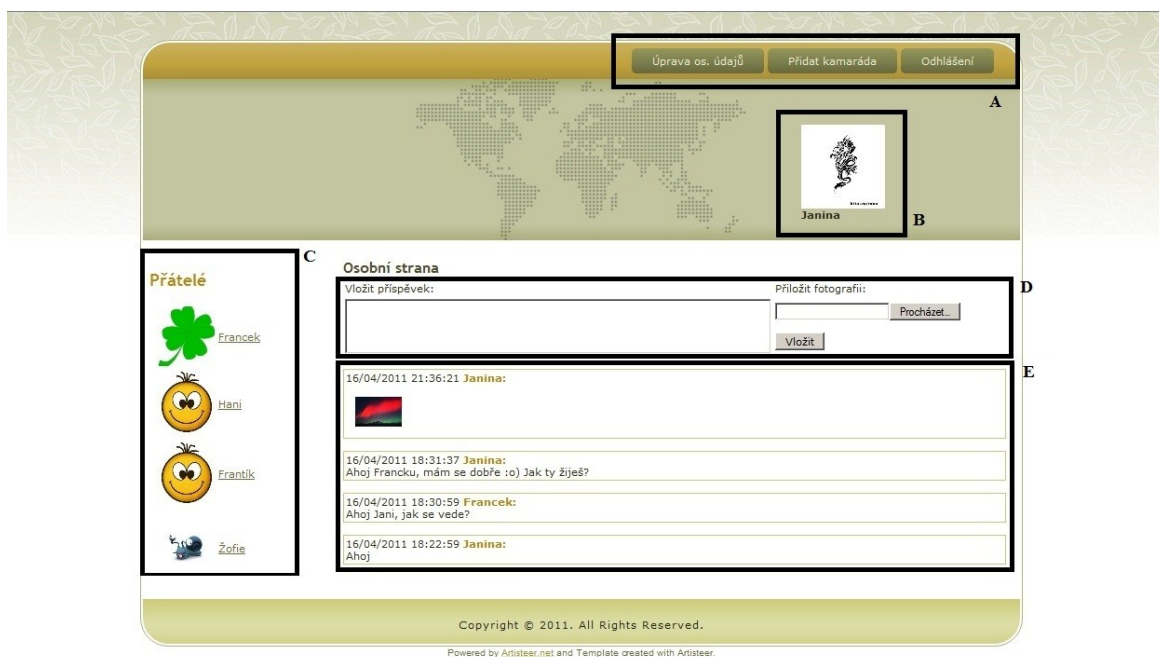 Úprava os. údajů Přidat kamaráda Odhlášení
A
Janina
B
C
Přátelé
Francek
Hani
Frantík
Žofie
Osobní strana
Vložit příspěvek: Přiložit fotografii:
Procházet...
Vložit
D
16/04/2011 21:36:21 Janina:
E
16/04/2011 18:31:37 Janina:
Ahoj Francku, mám se dobře :o) Jak ty žiješ?
16/04/2011 18:30:59 Francek:
Ahoj Jani, jak se vede?
16/04/2011 18:22:59 Janina:
Ahoj
Copyright © 2011. All Rights Reserved.
Powered by Artisteer.net and Template created with Artisteer.